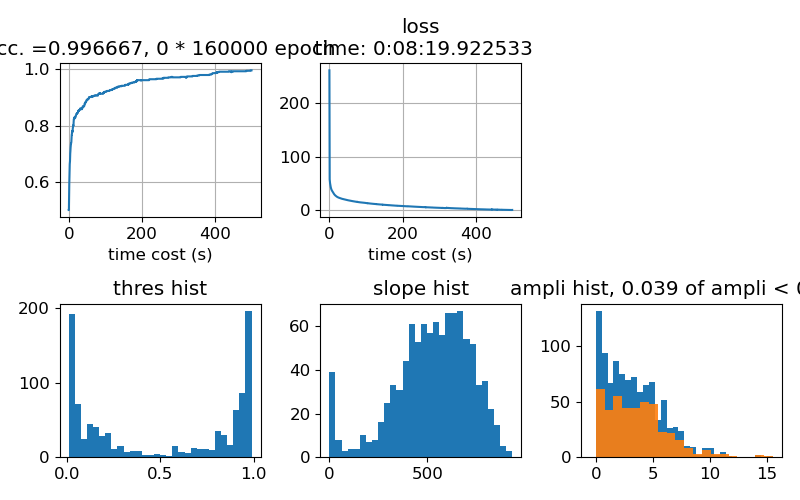 loss
cc. =0.996667, 0 * 160000 epoch
time: 0:08:19.922533
1.0
0.8
0.6
0 200 400
time cost (s)
200
100
0
0 200 400
time cost (s)
thres hist
200
100
0
0.0 0.5 1.0
slope hist
60
40
20
0
0 500
ampli hist, 0.039 of ampli < 0
100
50
0
0 5 10 15